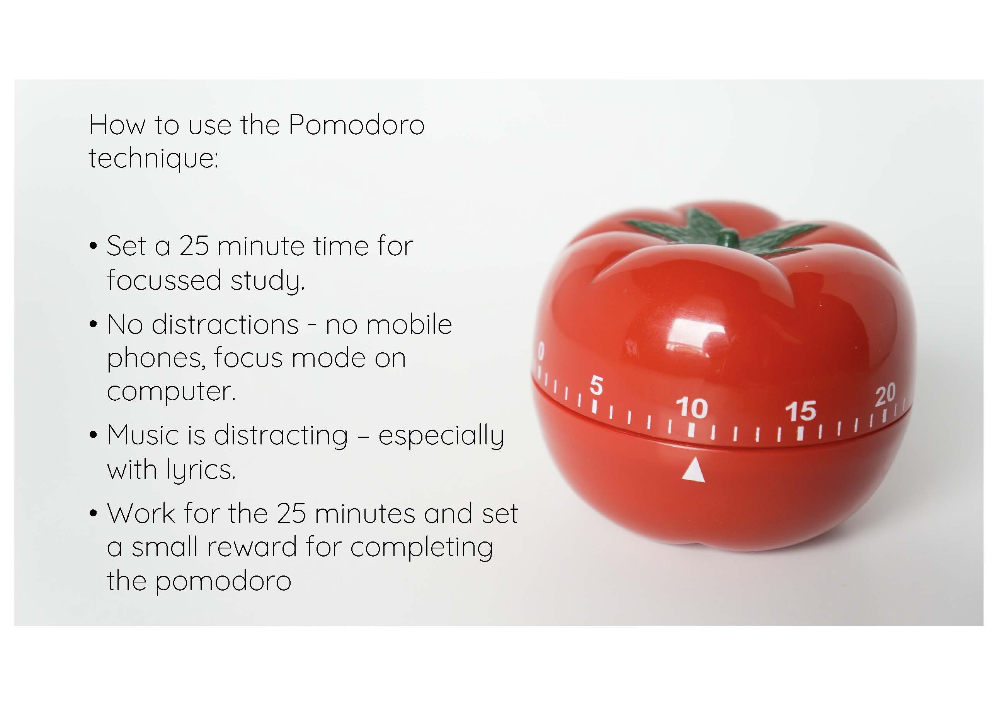 How to use the Pomodoro
technique:
• Set a 25 minute time for
focussed study.
• No distractions - no mobile
phones, focus mode on
computer.
• Music is distracting – especially
with lyrics.
• Work for the 25 minutes and set
a small reward for completing
the pomodoro
0 5 10 15 20